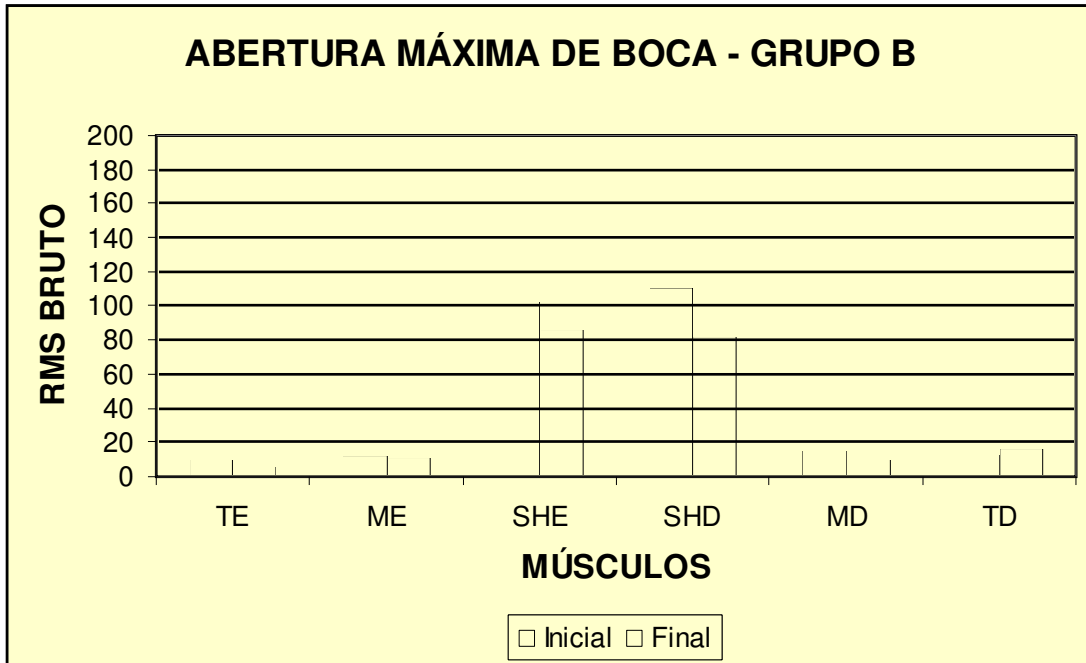 ABERTURA MÁXIMA DE BOCA - GRUPO B
200
180
160
140
120
100
80
60
40
20
0
RMS BRUTO
TE ME SHE SHD MD TD
MÚSCULOS
Inicial Final